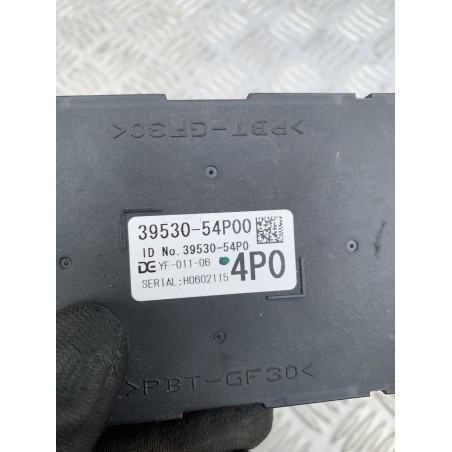 >PBT-GF30<
39530-54P00
ID No.39530-54P0
DE YF-011-06
4P0
SERIAL:H0602115
>PBT-GF30<